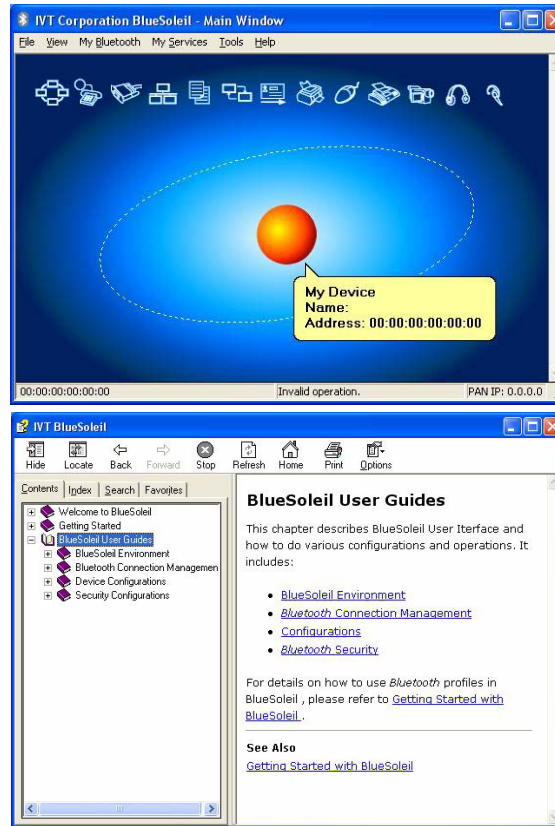 IVT Corporation BlueSoleil - Main Window
File View My Bluetooth My Services Tools Help
My Device
Name:
Address: 00:00:00:00:00:00
00:00:00:00:00:00 Invalid operation. PAN IP: 0.0.0.0
IVT BlueSoleil
Hide Locate Back Forward Stop Refresh Home Print Options
Contents Index Search Favorites
Welcome to BlueSoleil
Getting Started
BlueSoleil User Guides
BlueSoleil Environment
Bluetooth Connection Managemen
Device Configurations
Security Configurations
BlueSoleil User Guides
This chapter describes BlueSoleil User Iterface and
how to do various configurations and operations. It
includes:
BlueSoleil Environment
Bluetooth Connection Management
Configurations
Bluetooth Security
For details on how to use Bluetooth profiles in
BlueSoleil , please refer to Getting Started with
BlueSoleil .
See Also
Getting Started with BlueSoleil